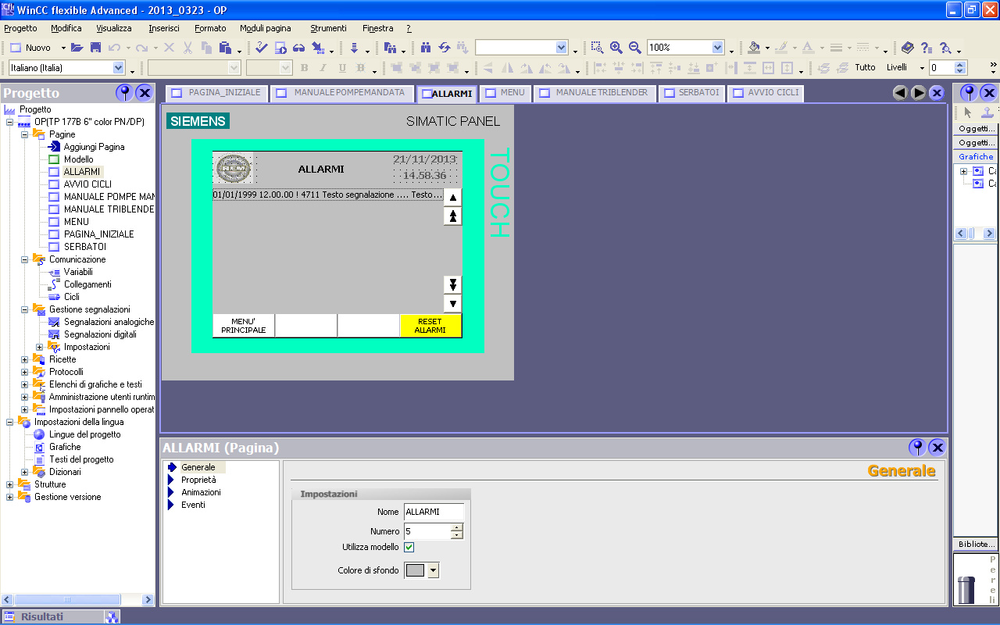 WinCC flexible Advanced - 2013_0323 - OP
Progetto Modifica Visualizza Inserisci Formato Moduli pagina Strumenti Finestra ?
Nuovo 100%
Italiano (Italia) B I U B A Tutto Livelli 0
Progetto
PAGINA_INIZIALE MANUALE POMPE MANDATA ALLARMI MENU MANUALE TRIBLENDER SERBATOI AVVIO CICLI
Progetto
OP(TP 177B 6" color PN/DP)
Pagine
Aggiungi Pagina
Modello
ALLARMI
AVVIO CICLI
MANUALE POMPE MAN
MANUALE TRIBLENDE
MENU
PAGINA_INIZIALE
SERBATOI
Comunicazione
Variabili
Collegamenti
Cicli
Gestione segnalazioni
Segnalazioni analogiche
Segnalazioni digitali
Impostazioni
Ricette
Protocolli
Elenchi di grafiche e testi
Amministrazione utenti runtim
Impostazioni pannello operat
Impostazioni della lingua
Lingue del progetto
Grafiche
Testi del progetto
Dizionari
Strutture
Gestione versione
Risultati
SIEMENS
SIMATIC PANEL
TOUCH
REM
ALLARMI
21/11/2013
14.58.36
01/01/1999 12.00.00 ! 4711 Testo segnalazione .... Testo...
MENU'
PRINCIPALE
RESET
ALLARMI
ALLARMI (Pagina)
Generale
Proprietà
Animazioni
Eventi
Generale
Impostazioni
Nome ALLARMI
Numero 5
Utilizza modello
Colore di sfondo
Oggetti...
Oggetti...
Grafiche
Ca
Ca
Bibliote...
P
e
r
e
li